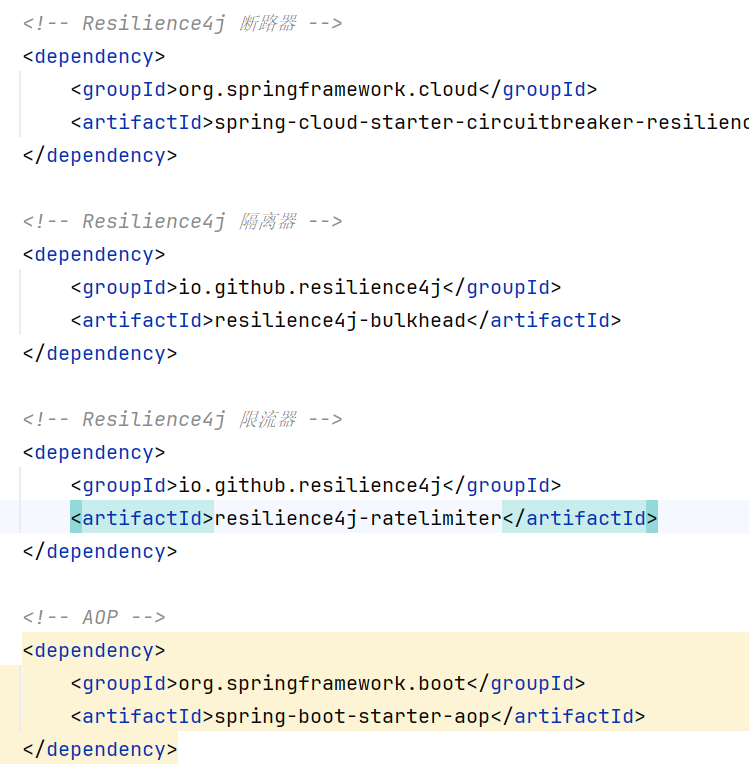 <!-- Resilience4j 断路器 -->
<dependency>
<groupId>org.springframework.cloud</groupId>
<artifactId>spring-cloud-starter-circuitbreaker-resilienc
</dependency>
<!-- Resilience4j 隔离器 -->
<dependency>
<groupId>io.github.resilience4j</groupId>
<artifactId>resilience4j-bulkhead</artifactId>
</dependency>
<!-- Resilience4j 限流器 -->
<dependency>
<groupId>io.github.resilience4j</groupId>
<artifactId>resilience4j-ratelimiter</artifactId>
</dependency>
<!-- AOP -->
<dependency>
<groupId>org.springframework.boot</groupId>
<artifactId>spring-boot-starter-aop</artifactId>
</dependency>